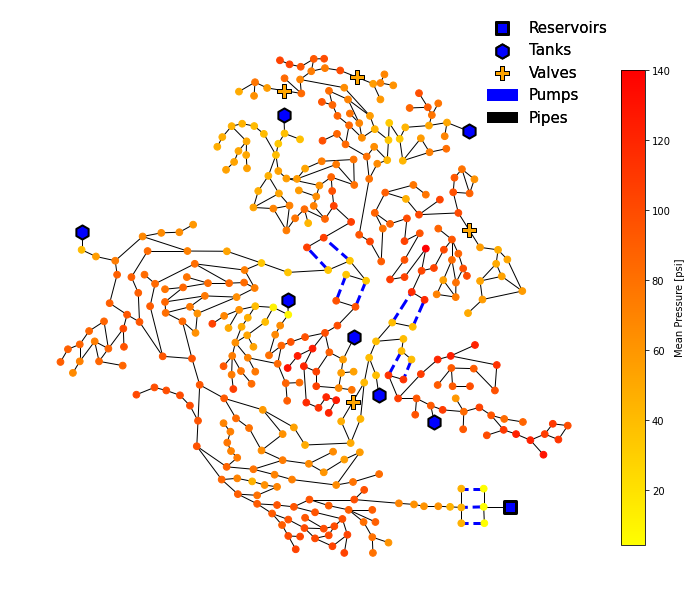 Reservoirs
Tanks
Valves
Pumps
Pipes
140
120
100
80
60
40
20
Mean Pressure [psi]